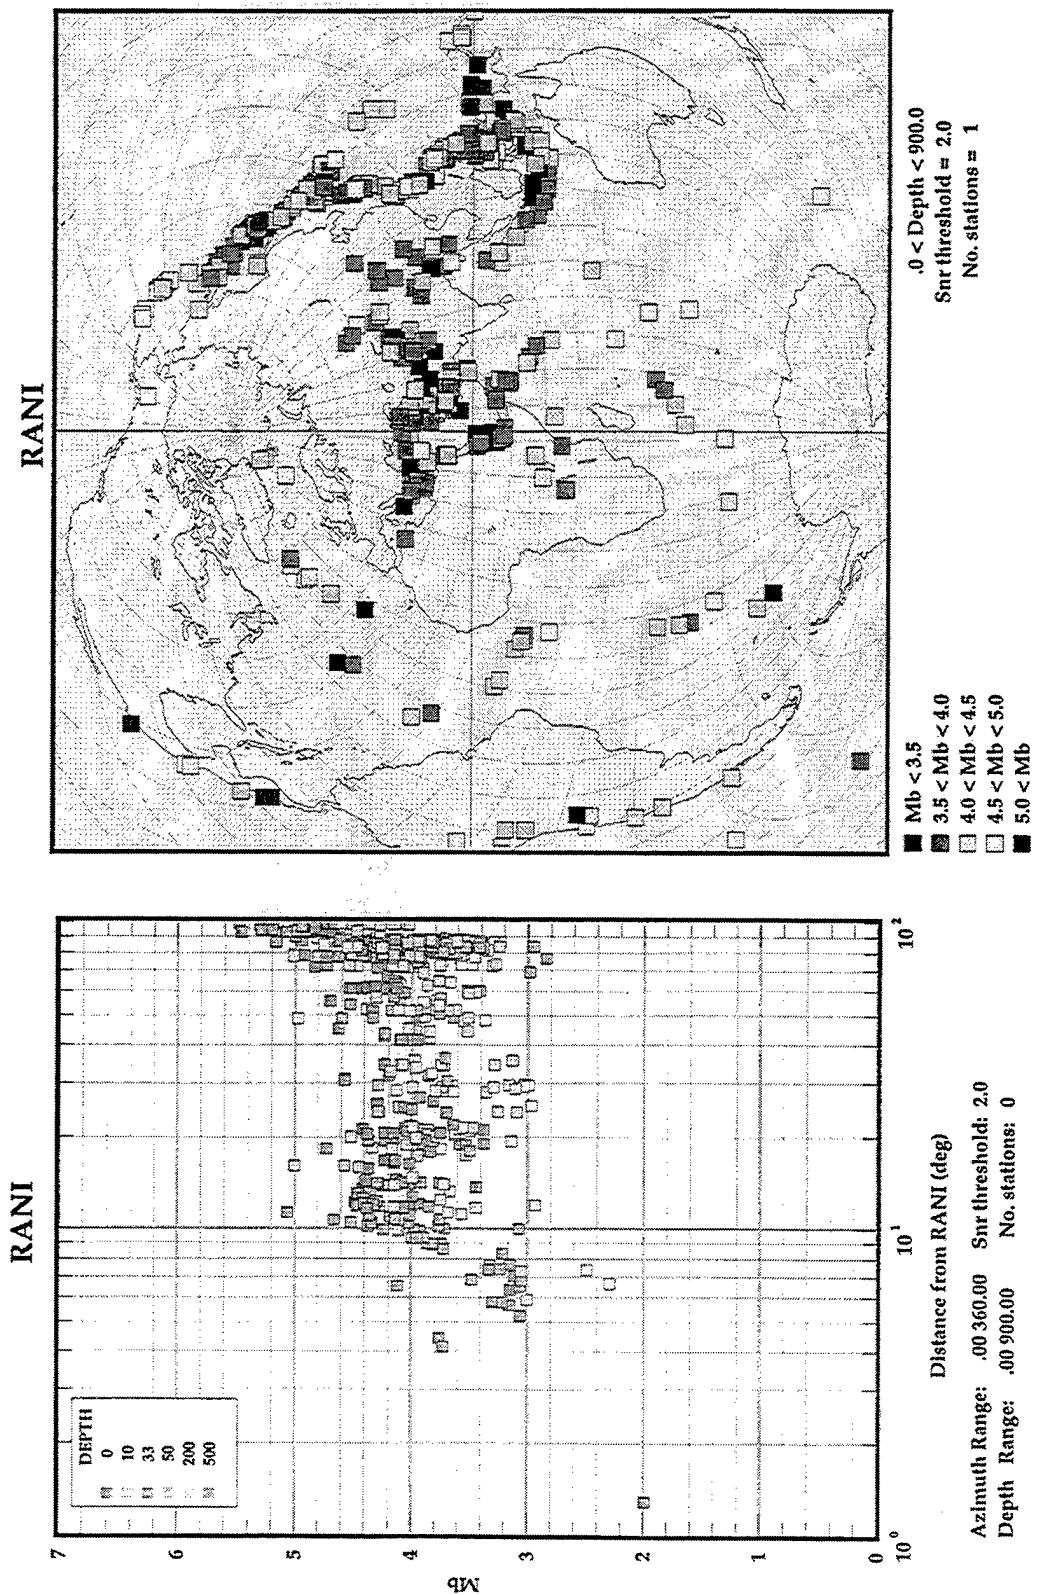 RANI
7
6
5
4
3
2
1
0
Mb
DEPTH
0
10
33
50
200
500
10⁰
10¹
10²
Distance from RANI (deg)
Azimuth Range: .00 360.00 Snr threshold: 2.0
Depth Range: .00 900.00 No. stations: 0
RANI
Mb < 3.5
3.5 < Mb < 4.0
4.0 < Mb < 4.5
4.5 < Mb < 5.0
5.0 < Mb
.0 < Depth < 900.0
Snr threshold = 2.0
No. stations = 1